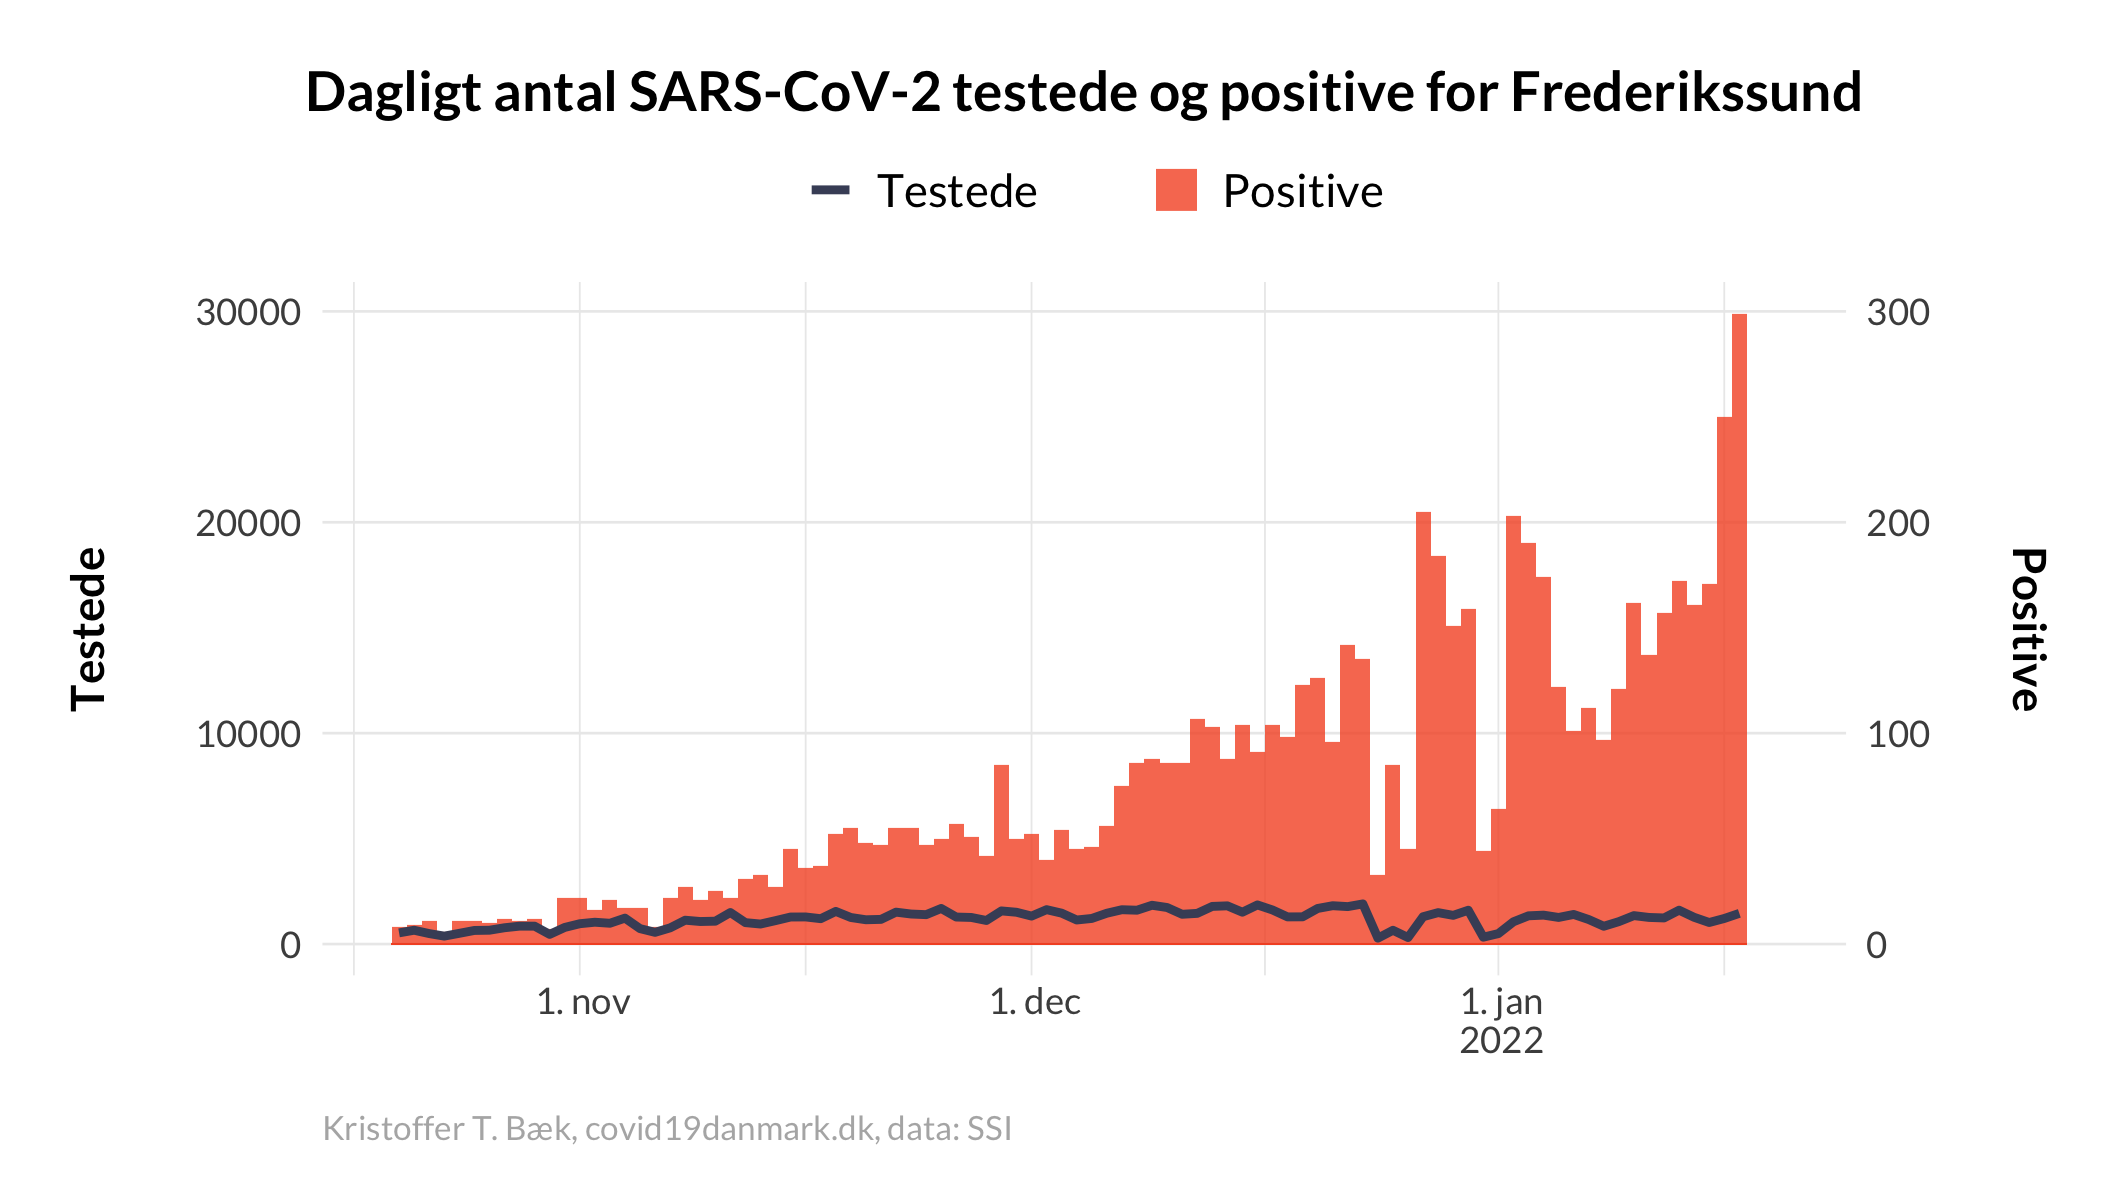 Dagligt antal SARS-CoV-2 testede og positive for Frederikssund
Testede Positive
30000 300
20000 200
10000 100
0 0
Testede
Positive
1. nov 1. dec 1. jan
2022
Kristoffer T. Bæk, covid19danmark.dk, data: SSI